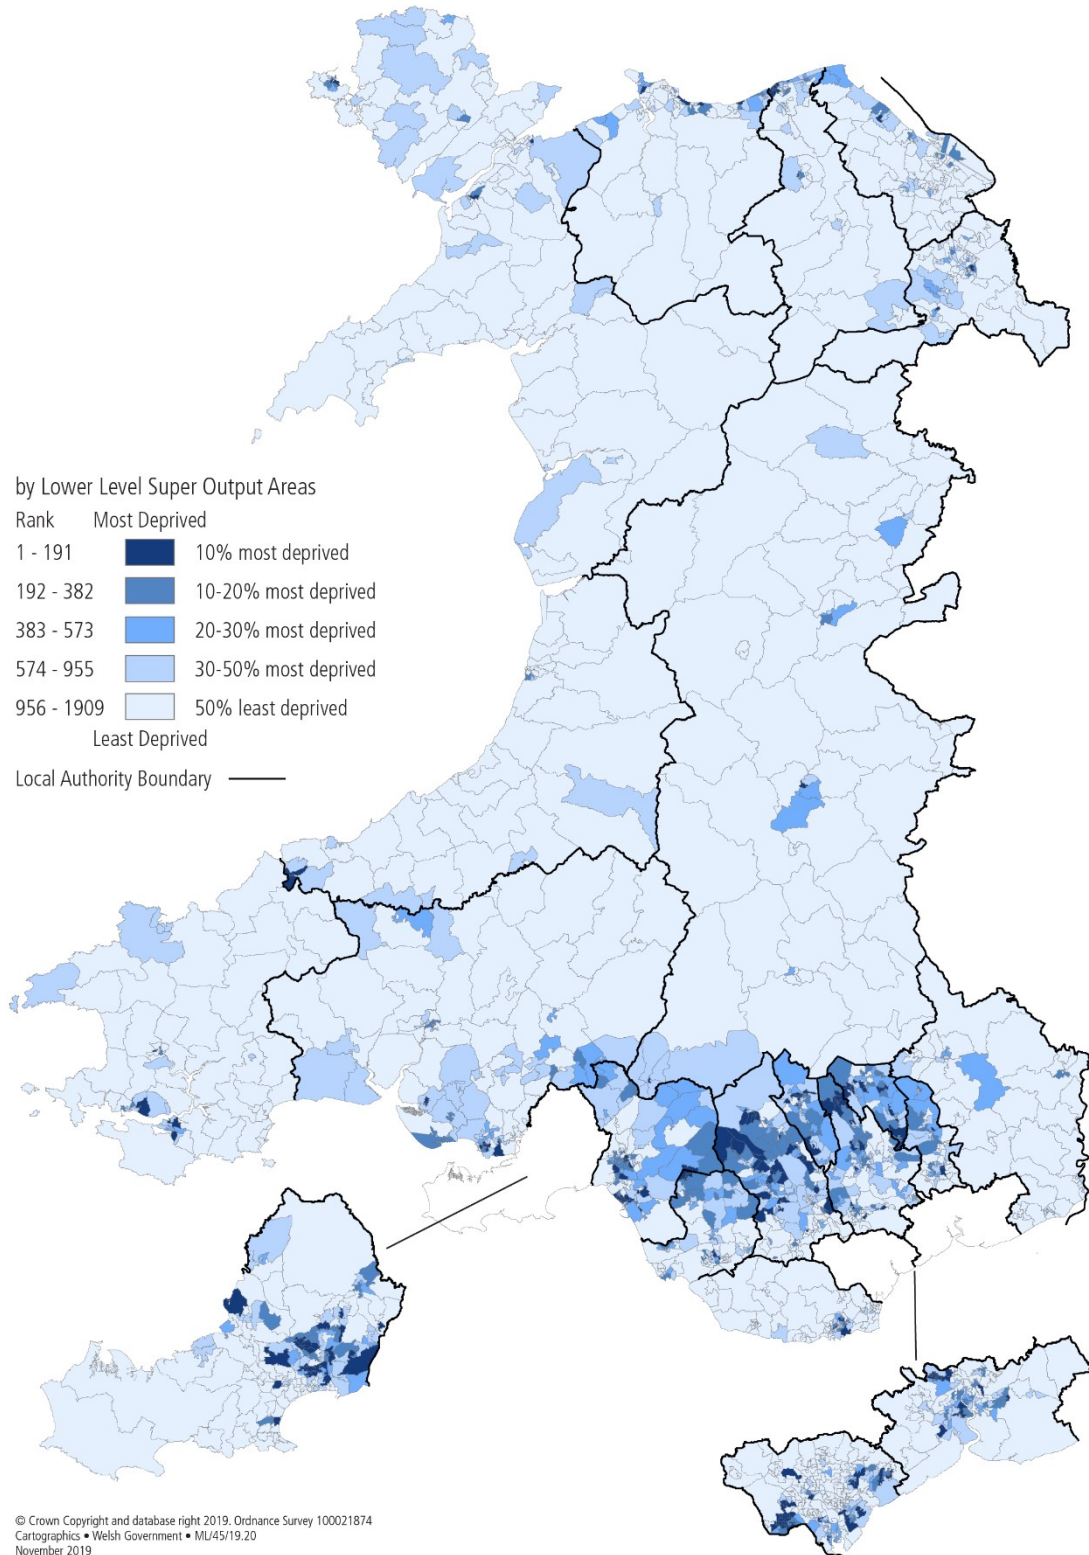 by Lower Level Super Output Areas
Rank Most Deprived
1 - 191 10% most deprived
192 - 382 10-20% most deprived
383 - 573 20-30% most deprived
574 - 955 30-50% most deprived
956 - 1909 50% least deprived
Least Deprived
Local Authority Boundary
© Crown Copyright and database right 2019. Ordnance Survey 100021874
Cartographics • Welsh Government • ML/45/19.20
November 2019